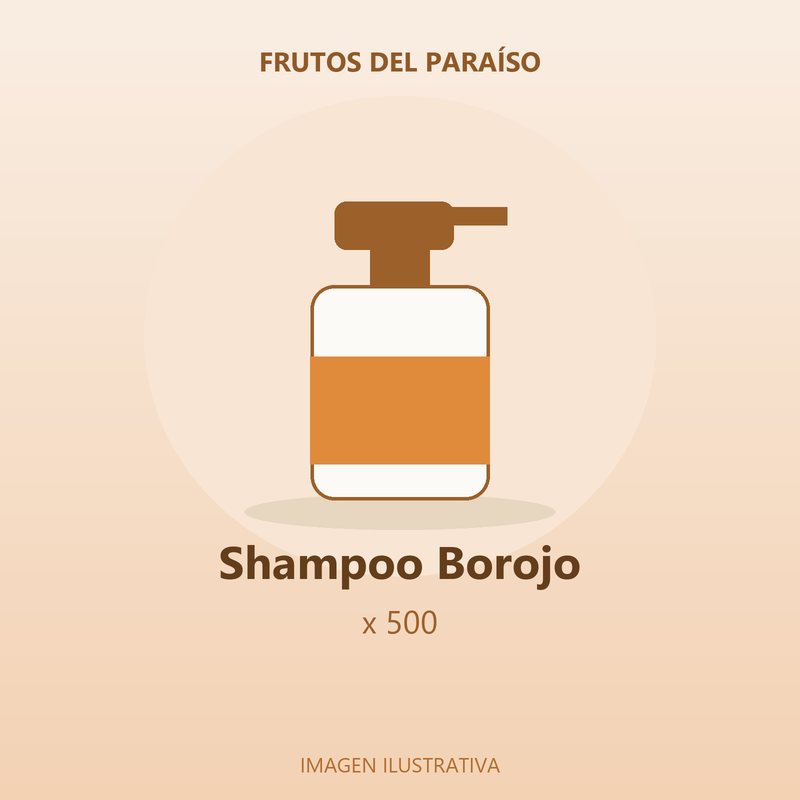 FRUTOS DEL PARAÍSO
Shampoo Borojo
x 500
IMAGEN ILUSTRATIVA